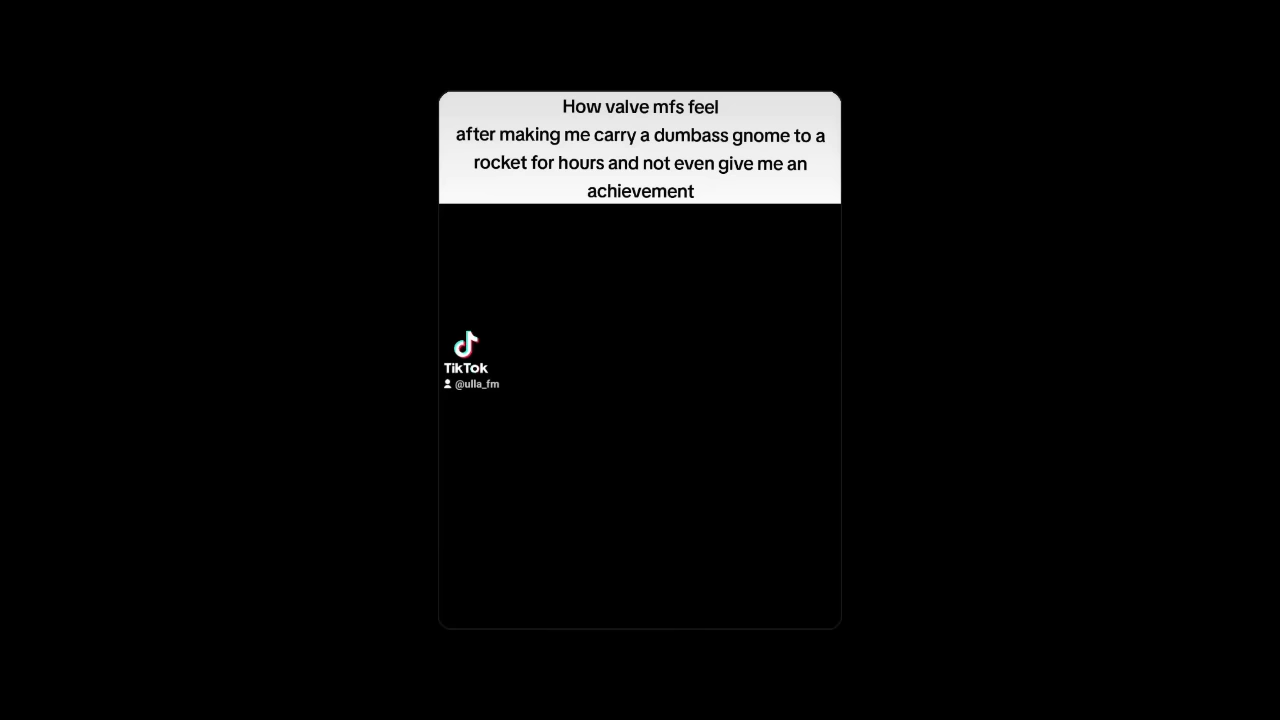 How valve mfs feel
after making me carry a dumbass gnome to a
rocket for hours and not even give me an
achievement
TikTok
@ulla_fm